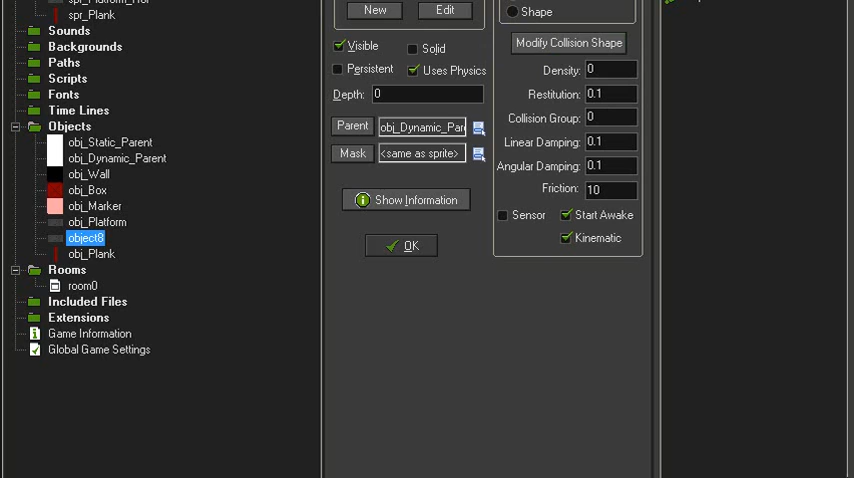 spr_Plank
Sounds
Backgrounds
Paths
Scripts
Fonts
Time Lines
Objects
obj_Static_Parent
obj_Dynamic_Parent
obj_Wall
obj_Box
obj_Marker
obj_Platform
object8
obj_Plank
Rooms
room0
Included Files
Extensions
Game Information
Global Game Settings
New Edit
Visible Solid
Persistent Uses Physics
Depth: 0
Parent obj_Dynamic_Par
Mask <same as sprite>
Show Information
OK
Shape
Modify Collision Shape
Density: 0
Restitution: 0.1
Collision Group: 0
Linear Damping: 0.1
Angular Damping: 0.1
Friction: 10
Sensor Start Awake
Kinematic